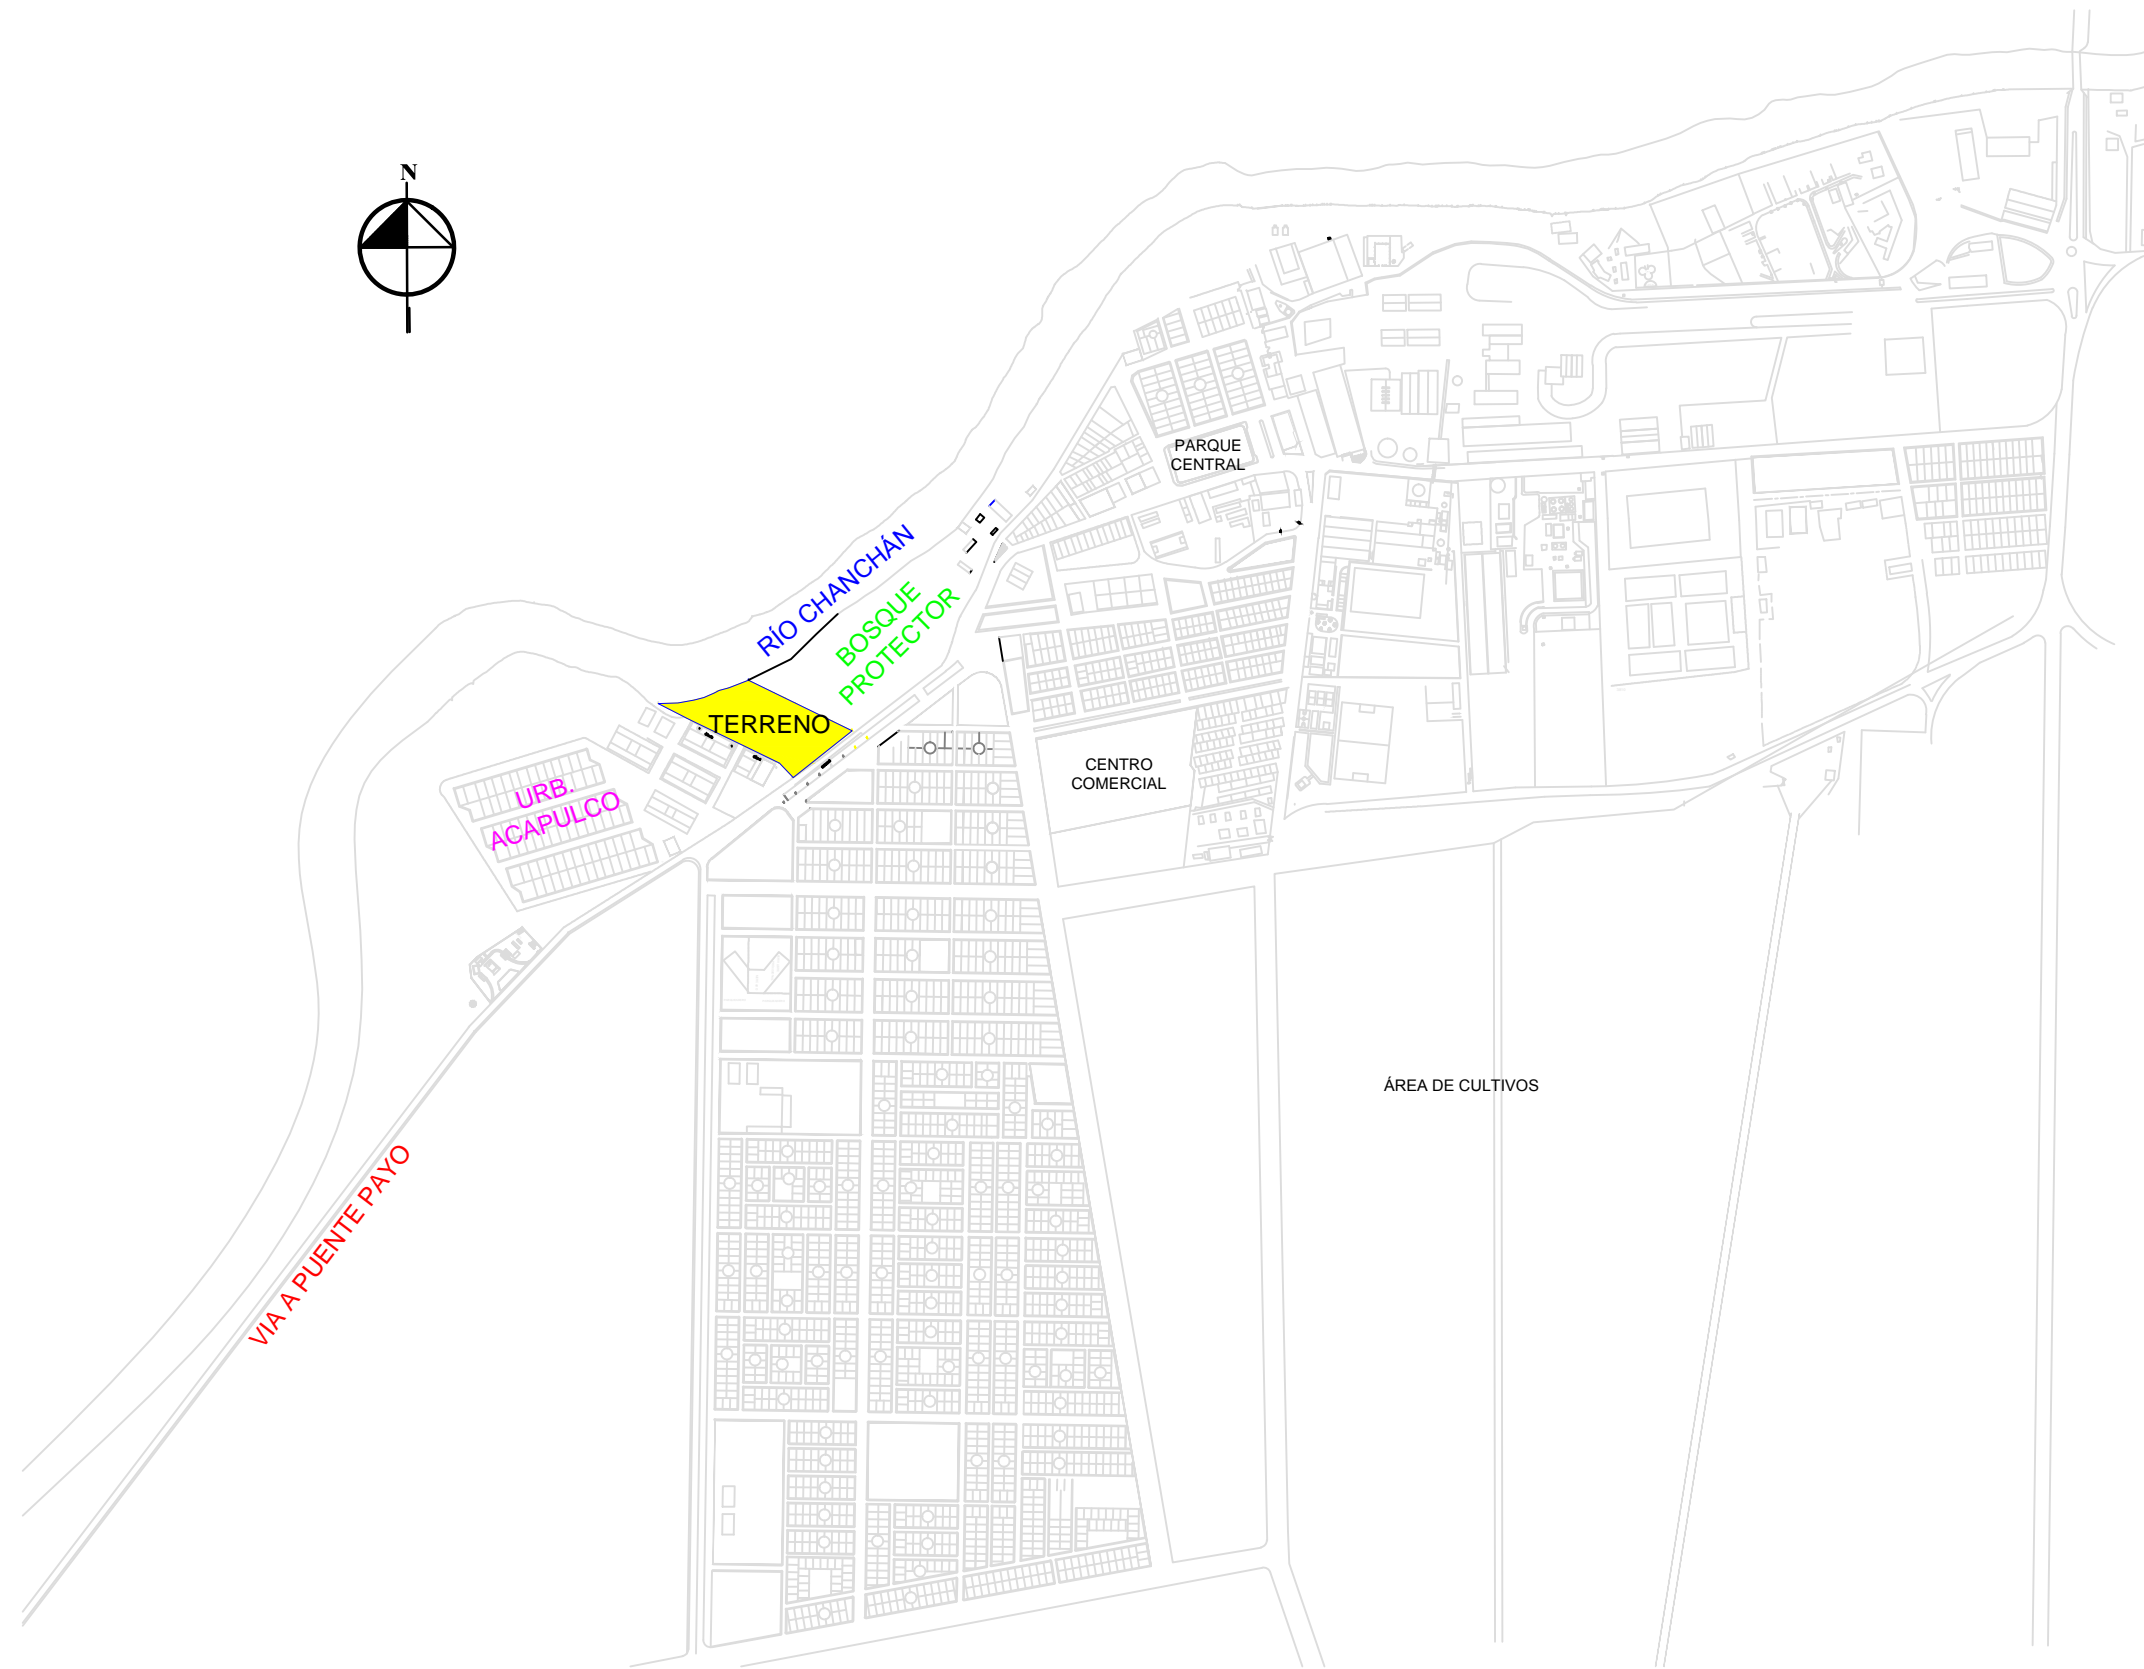 N
PARQUE
CENTRAL
RÍO CHANCHÁN
BOSQUE
PROTECTOR
TERRENO
CENTRO
COMERCIAL
URB.
ACAPULCO
ÁREA DE CULTIVOS
VIA A PUENTE PAYO